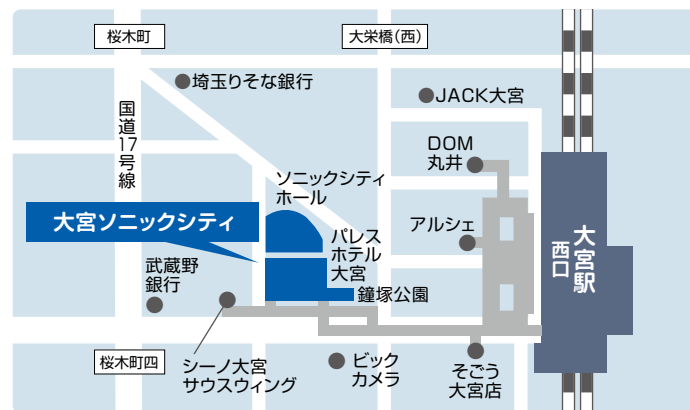 桜木町
大栄橋(西)
埼玉りそな銀行
JACK大宮
国道17号線
DOM
丸井
ソニックシティ
ホール
大宮ソニックシティ
パレス
ホテル
大宮
アルシェ
大宮駅
西口
武蔵野
銀行
鐘塚公園
桜木町四
シーノ大宮
サウスウィング
ビック
カメラ
そごう
大宮店